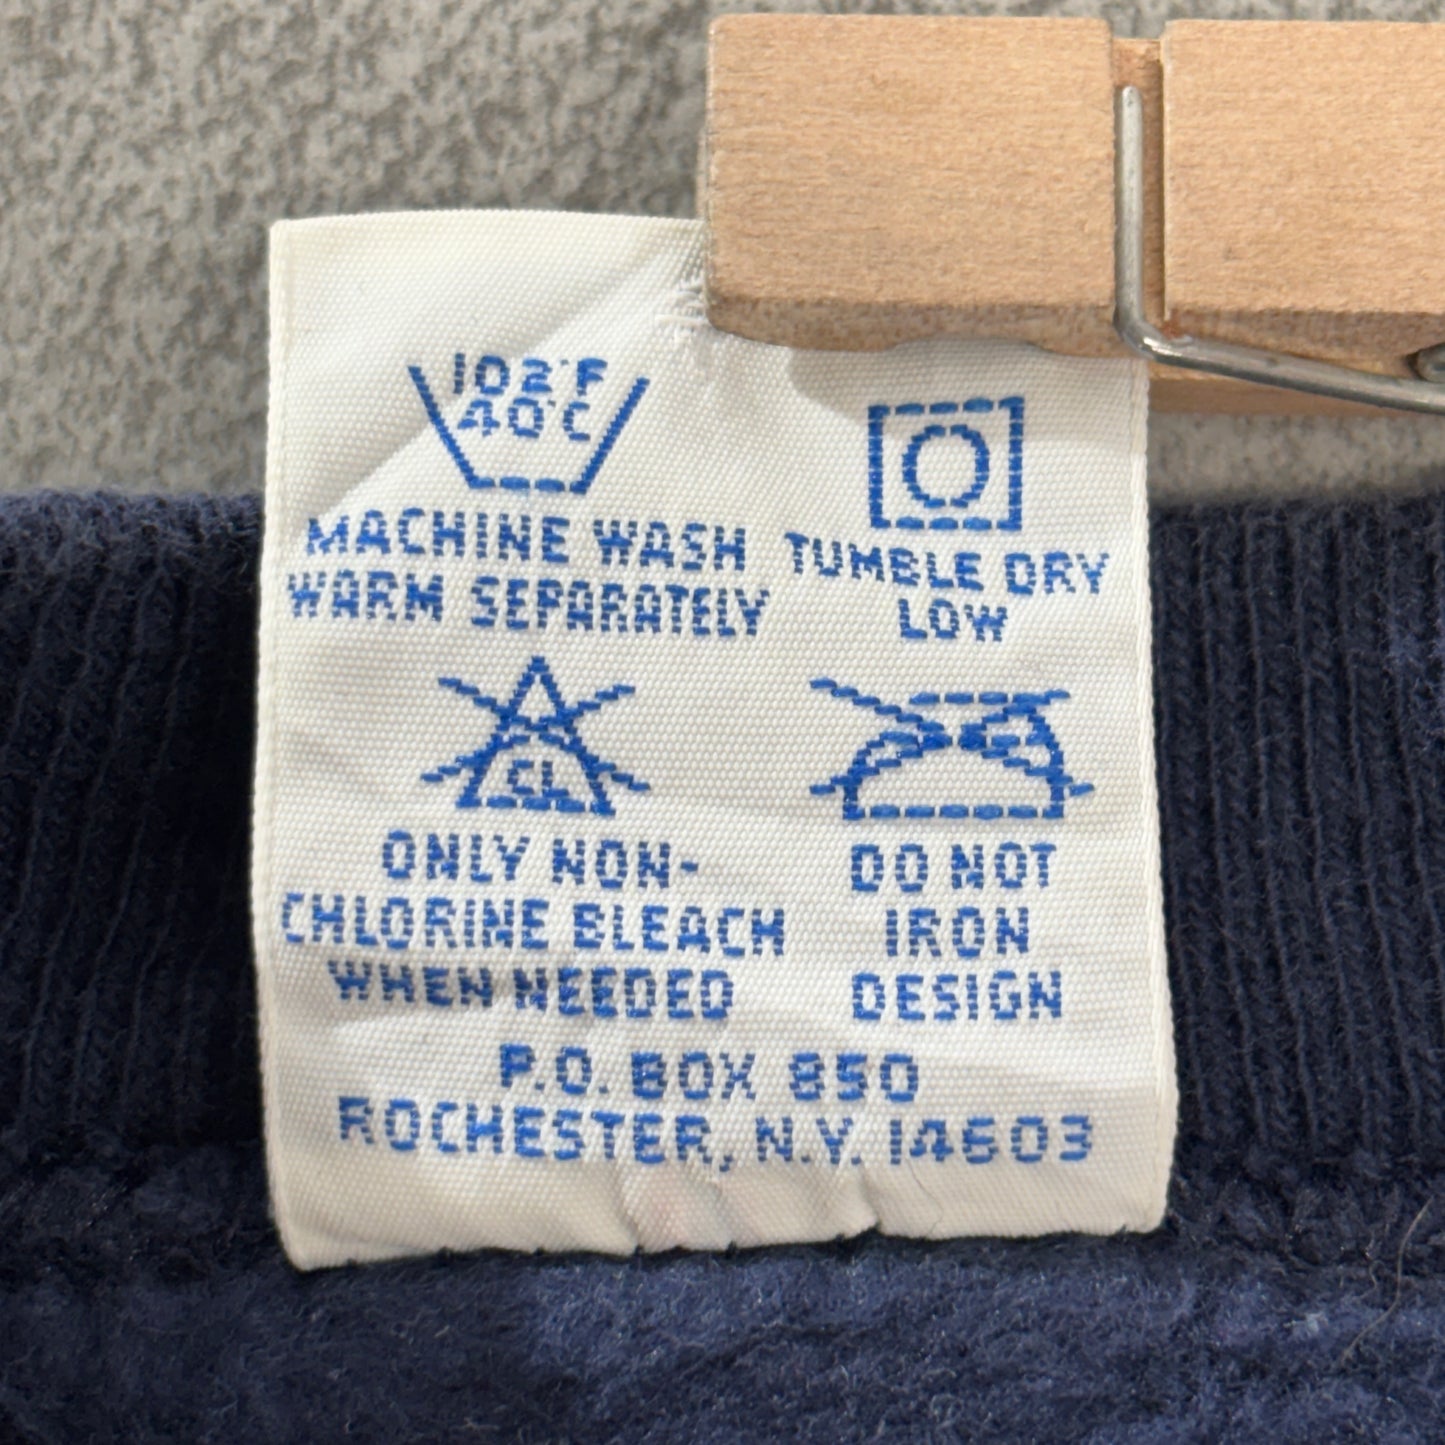 102°F
40°C
MACHINE WASH
WARM SEPARATELY
TUMBLE DRY
LOW
CL
ONLY NON-
CHLORINE BLEACH
WHEN NEEDED
DO NOT
IRON
DESIGN
P.O. BOX 850
ROCHESTER, N.Y. 14603